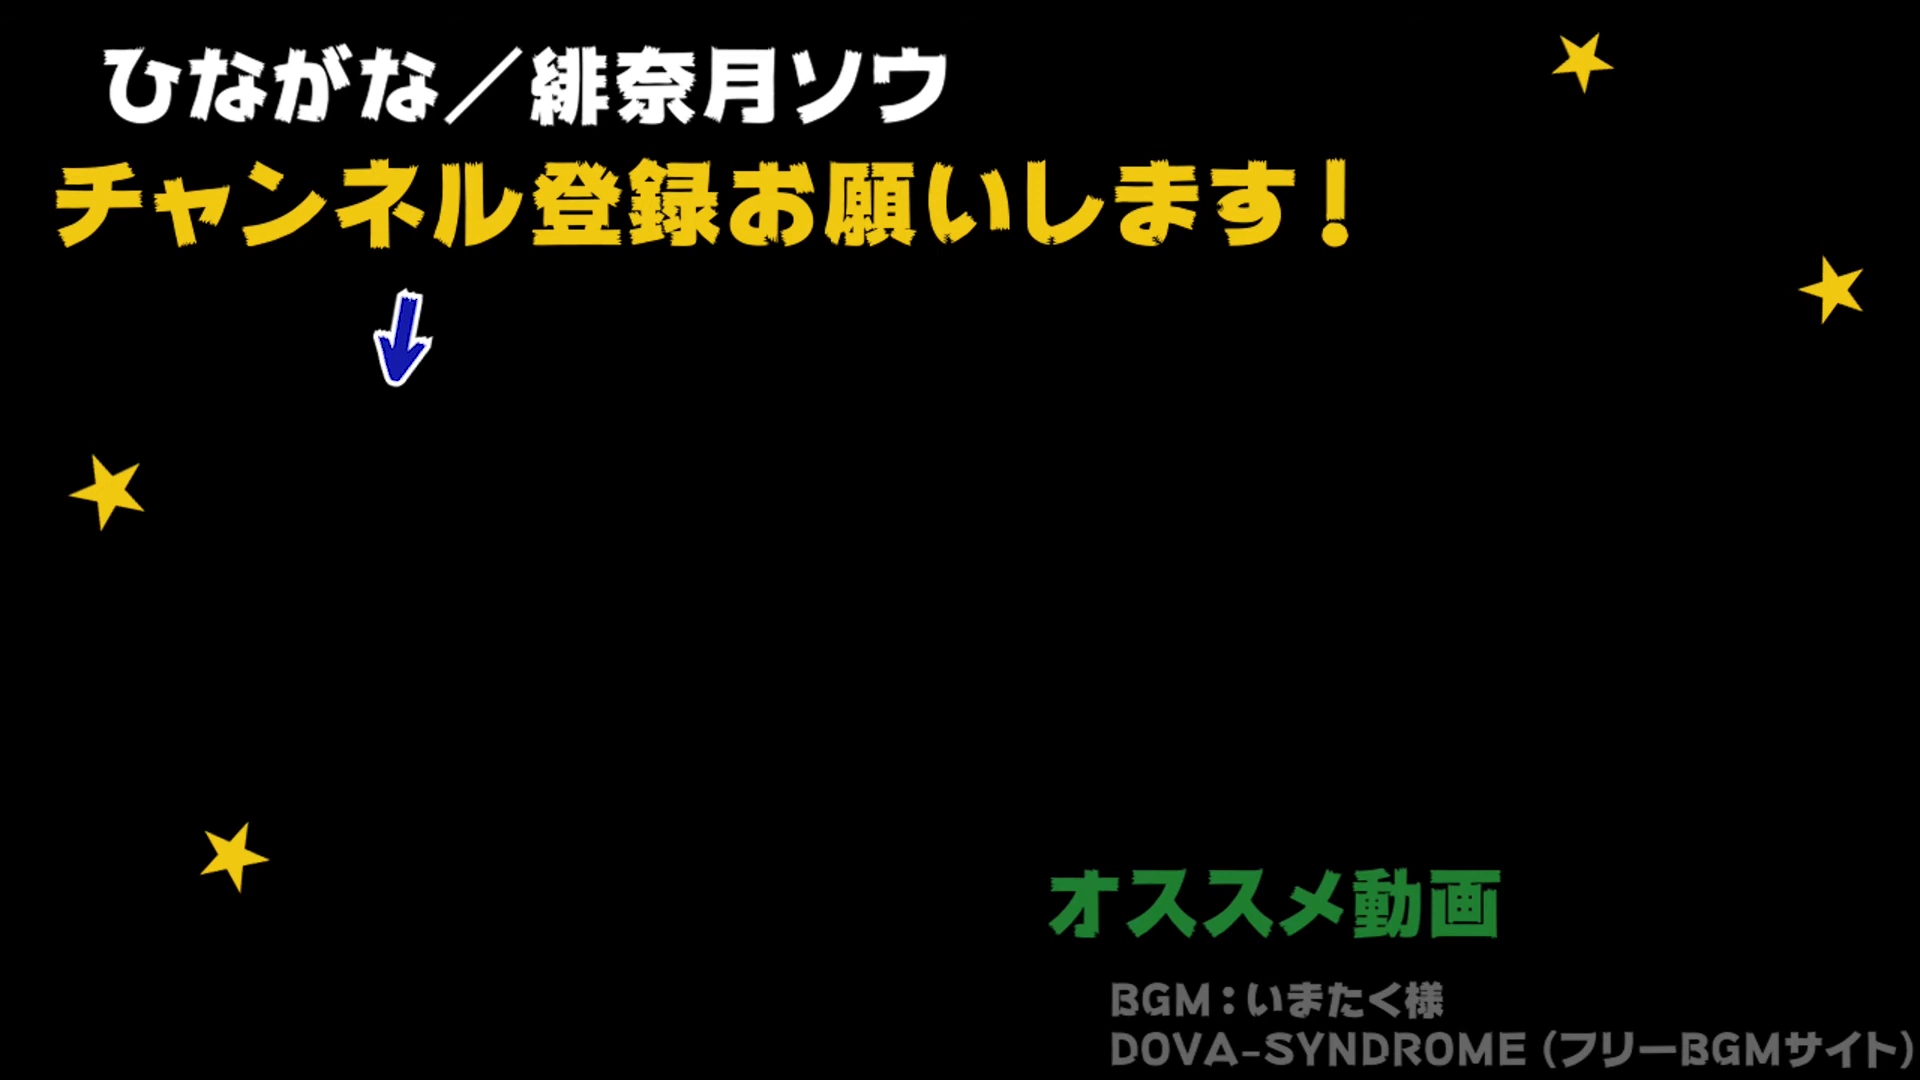 ひながな／緋奈月ソウ
チャンネル登録お願いします！
オススメ動画
BGM：いまたく様
DOVA-SYNDROME（フリーBGMサイト）